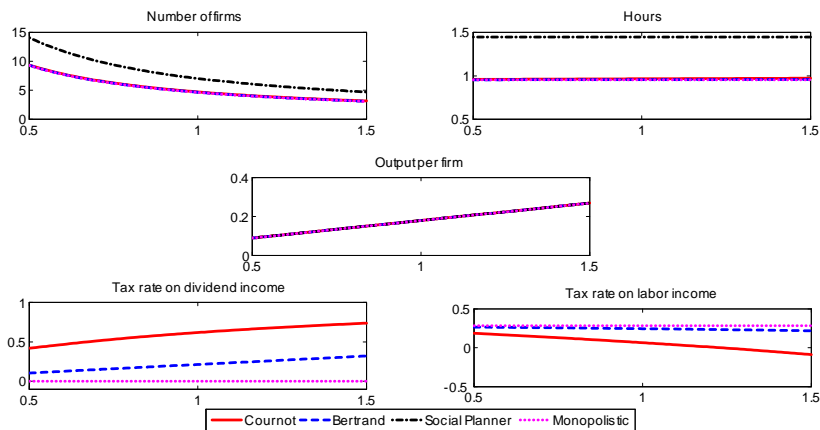 Number of firms
Hours
15
10
5
0
0.5 1 1.5
1.5
1
0.5
0.5 1 1.5
Output per firm
0.4
0.2
0
0.5 1 1.5
Tax rate on dividend income
Tax rate on labor income
1
0.5
0
0.5 1 1.5
0.5
0
-0.5
0.5 1 1.5
Cournot Bertrand Social Planner Monopolistic